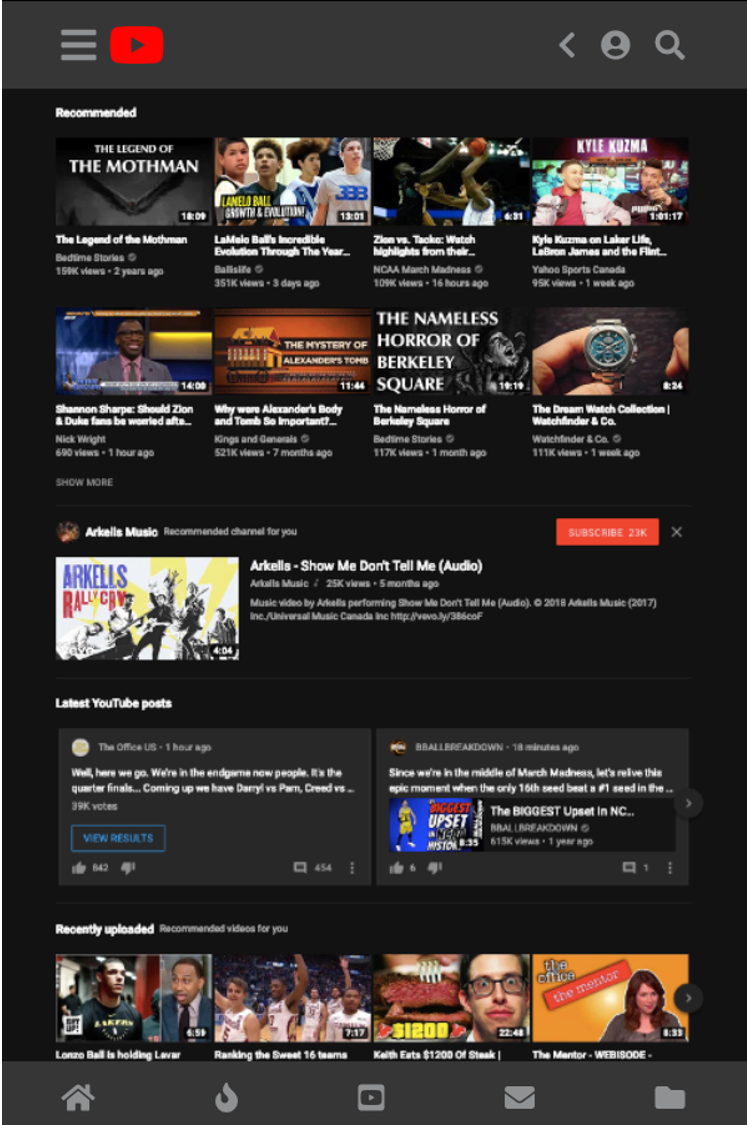 Recommended
THE LEGEND OF
THE MOTHMAN
18:09
LAMELO BALL
GROWTH & EVOLUTION!
13:01
4:31
KYLE KUZMA
1:01:17
The Legend of the Mothman
Bedtime Stories
159K views • 2 years ago
LaMelo Ball's Incredible
Evolution Through The Year...
Ballislife
351K views • 3 days ago
Zion vs. Tacko: Watch
highlights from their...
NCAA March Madness
109K views • 16 hours ago
Kyle Kuzma on Laker Life,
LeBron James and the Flint...
Yahoo Sports Canada
95K views • 1 week ago
14:00
THE MYSTERY OF
ALEXANDER'S TOMB
11:44
THE NAMELESS
HORROR OF
BERKELEY
SQUARE
19:19
8:24
Shannon Sharpe: Should Zion
& Duke fans be worried afte...
Nick Wright
690 views • 1 hour ago
Why were Alexander's Body
and Tomb So Important?...
Kings and Generals
521K views • 7 months ago
The Nameless Horror of
Berkeley Square
Bedtime Stories
117K views • 1 month ago
The Dream Watch Collection |
Watchfinder & Co.
Watchfinder & Co.
111K views • 1 week ago
SHOW MORE
Arkells Music Recommended channel for you
SUBSCRIBE 23K
ARKELLS
RALLY CRY
vevo
4:04
Arkells - Show Me Don't Tell Me (Audio)
Arkells Music 25K views • 5 months ago
Music video by Arkells performing Show Me Don't Tell Me (Audio). © 2018 Arkells Music (2017)
Inc./Universal Music Canada Inc http://vevo.ly/386coF
Latest YouTube posts
The Office US • 1 hour ago
Well, here we go. We're in the endgame now people. It's the
quarter finals... Coming up we have Darryl vs Pam, Creed vs ...
39K votes
VIEW RESULTS
842
454
BBALLBREAKDOWN • 18 minutes ago
Since we're in the middle of March Madness, let's relive this
epic moment when the only 16th seed beat a #1 seed in the ...
BIGGEST
UPSET
IN NCAA
HISTORY
8:35
The BIGGEST Upset In NC...
BBALLBREAKDOWN
615K views • 1 year ago
6
1
Recently uploaded Recommended videos for you
LAKERS
6:59
7:17
$1200
22:48
the
office
the mentor
8:33
Lonzo Ball is holding Lavar
Ranking the Sweet 16 teams
Keith Eats $1200 Of Steak |
The Mentor - WEBISODE -